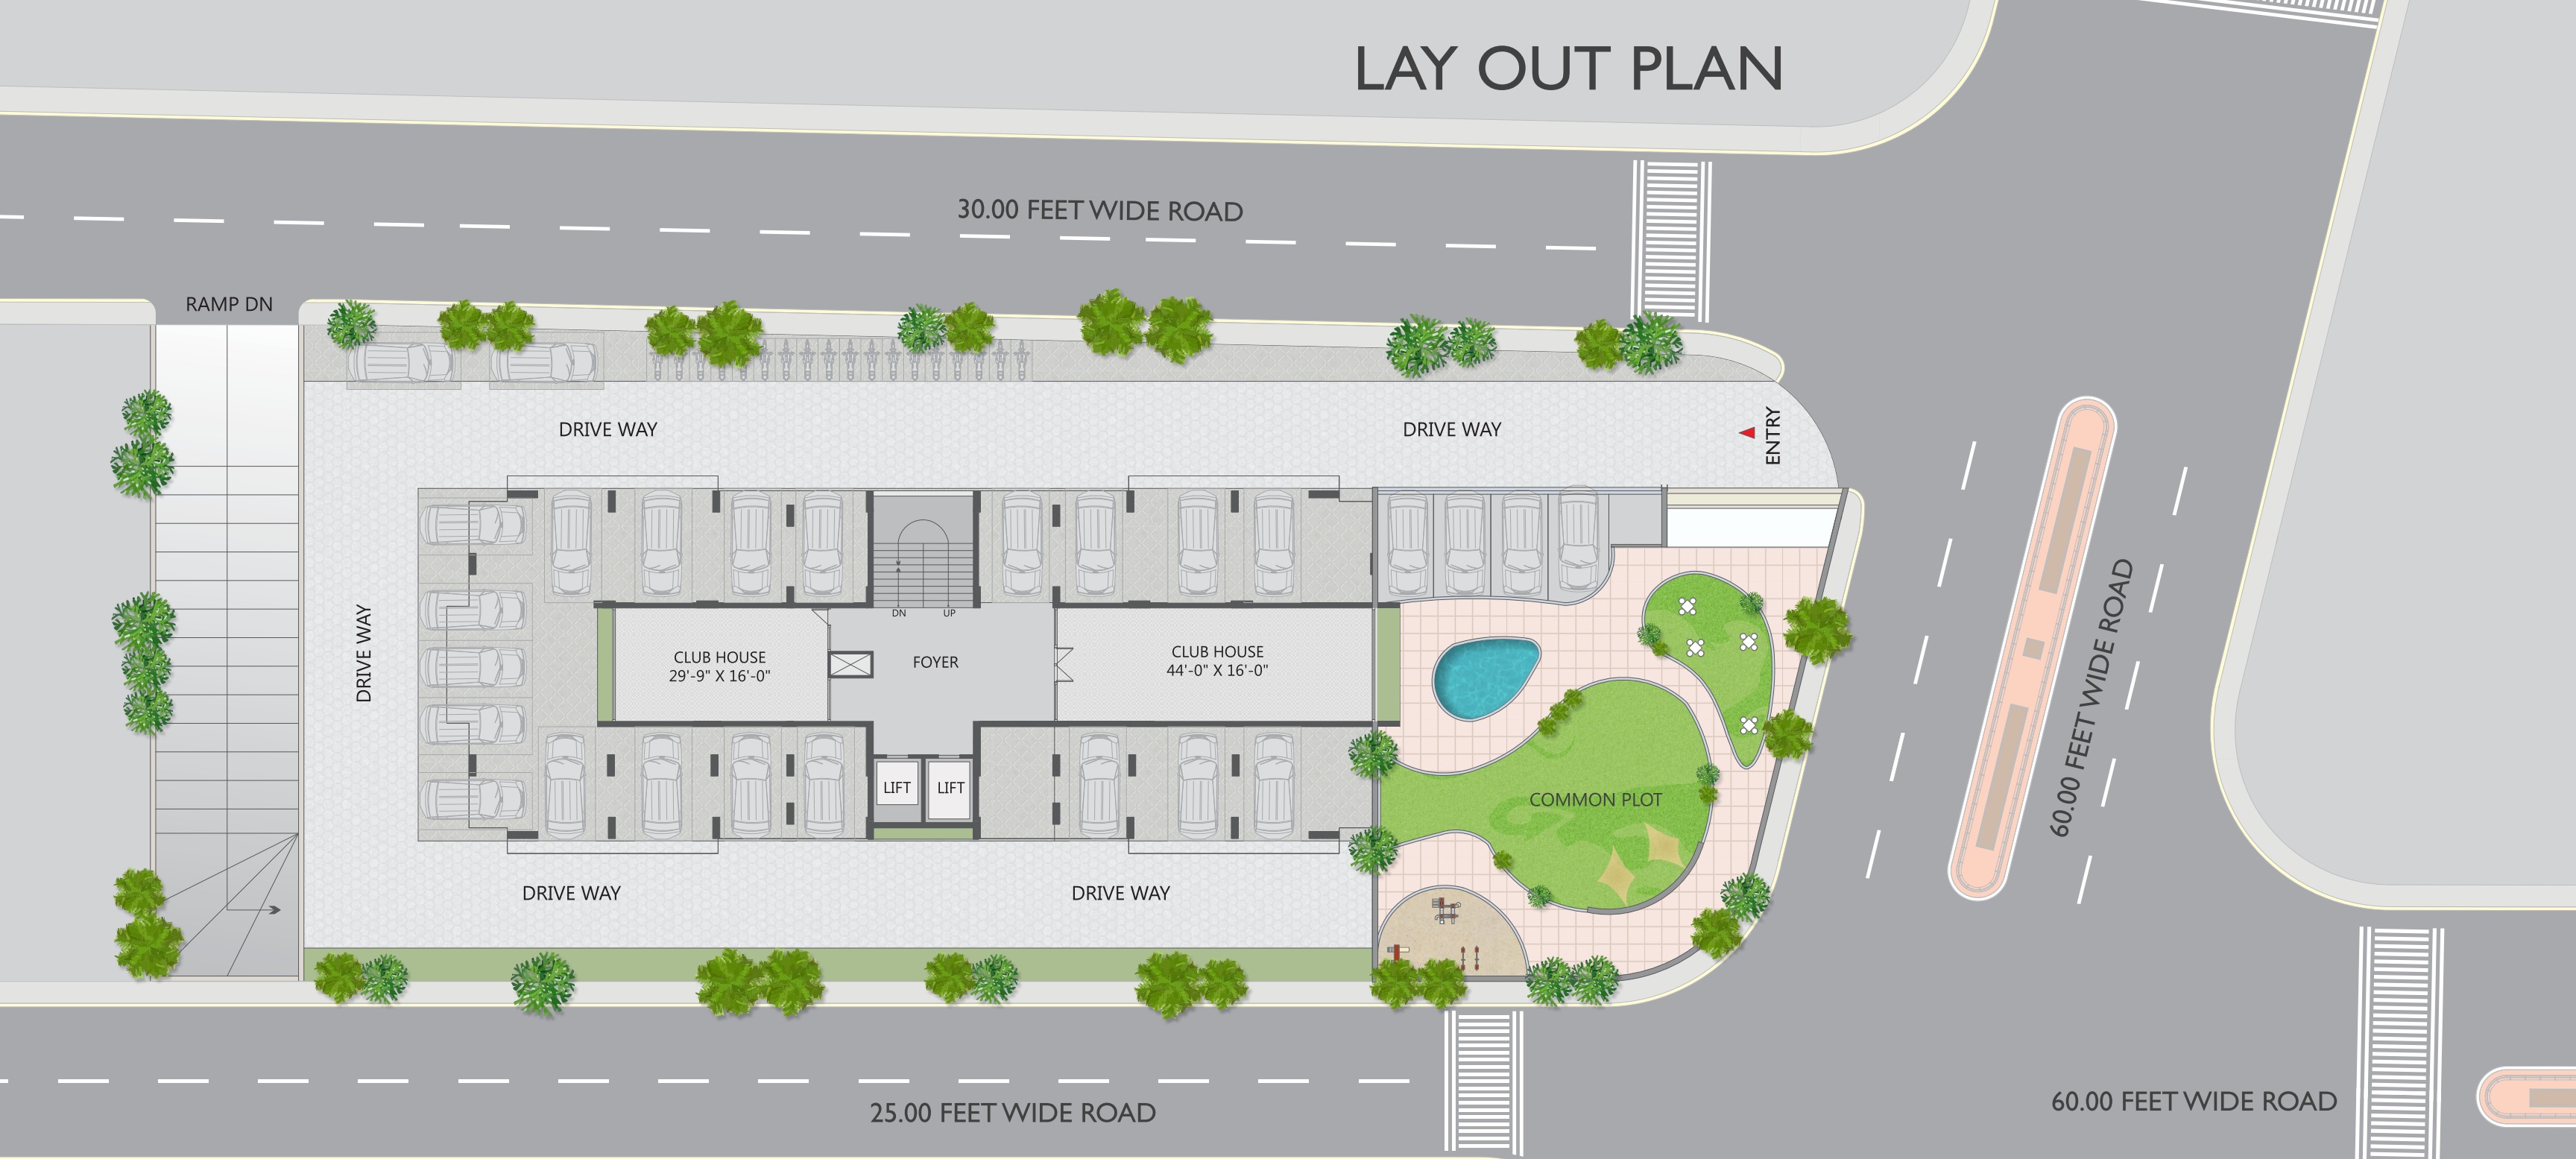 LAY OUT PLAN
30.00 FEET WIDE ROAD
RAMP DN
DRIVE WAY
DRIVE WAY
ENTRY
DN
UP
DRIVE WAY
CLUB HOUSE
29'-9" X 16'-0"
FOYER
CLUB HOUSE
44'-0" X 16'-0"
60.00 FEET WIDE ROAD
LIFT
LIFT
COMMON PLOT
DRIVE WAY
DRIVE WAY
25.00 FEET WIDE ROAD
60.00 FEET WIDE ROAD